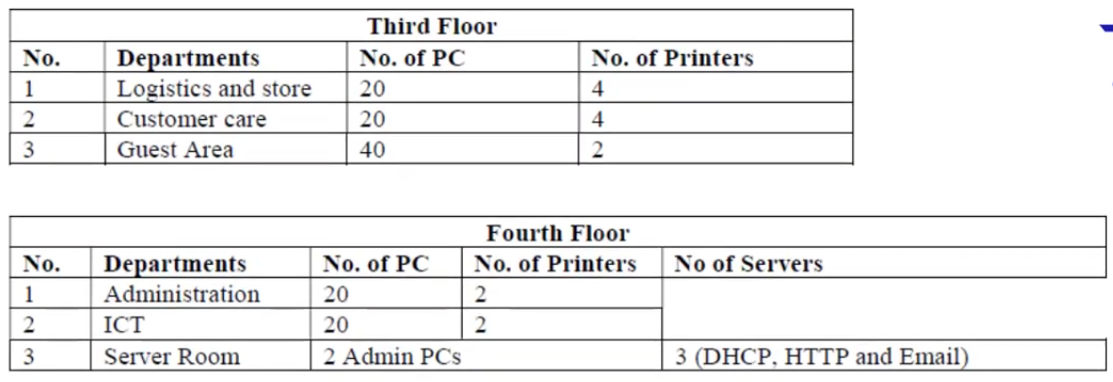 Third Floor
No. Departments No. of PC No. of Printers
1 Logistics and store 20 4
2 Customer care 20 4
3 Guest Area 40 2
Fourth Floor
No. Departments No. of PC No. of Printers No of Servers
1 Administration 20 2
2 ICT 20 2
3 Server Room 2 Admin PCs 3 (DHCP, HTTP and Email)